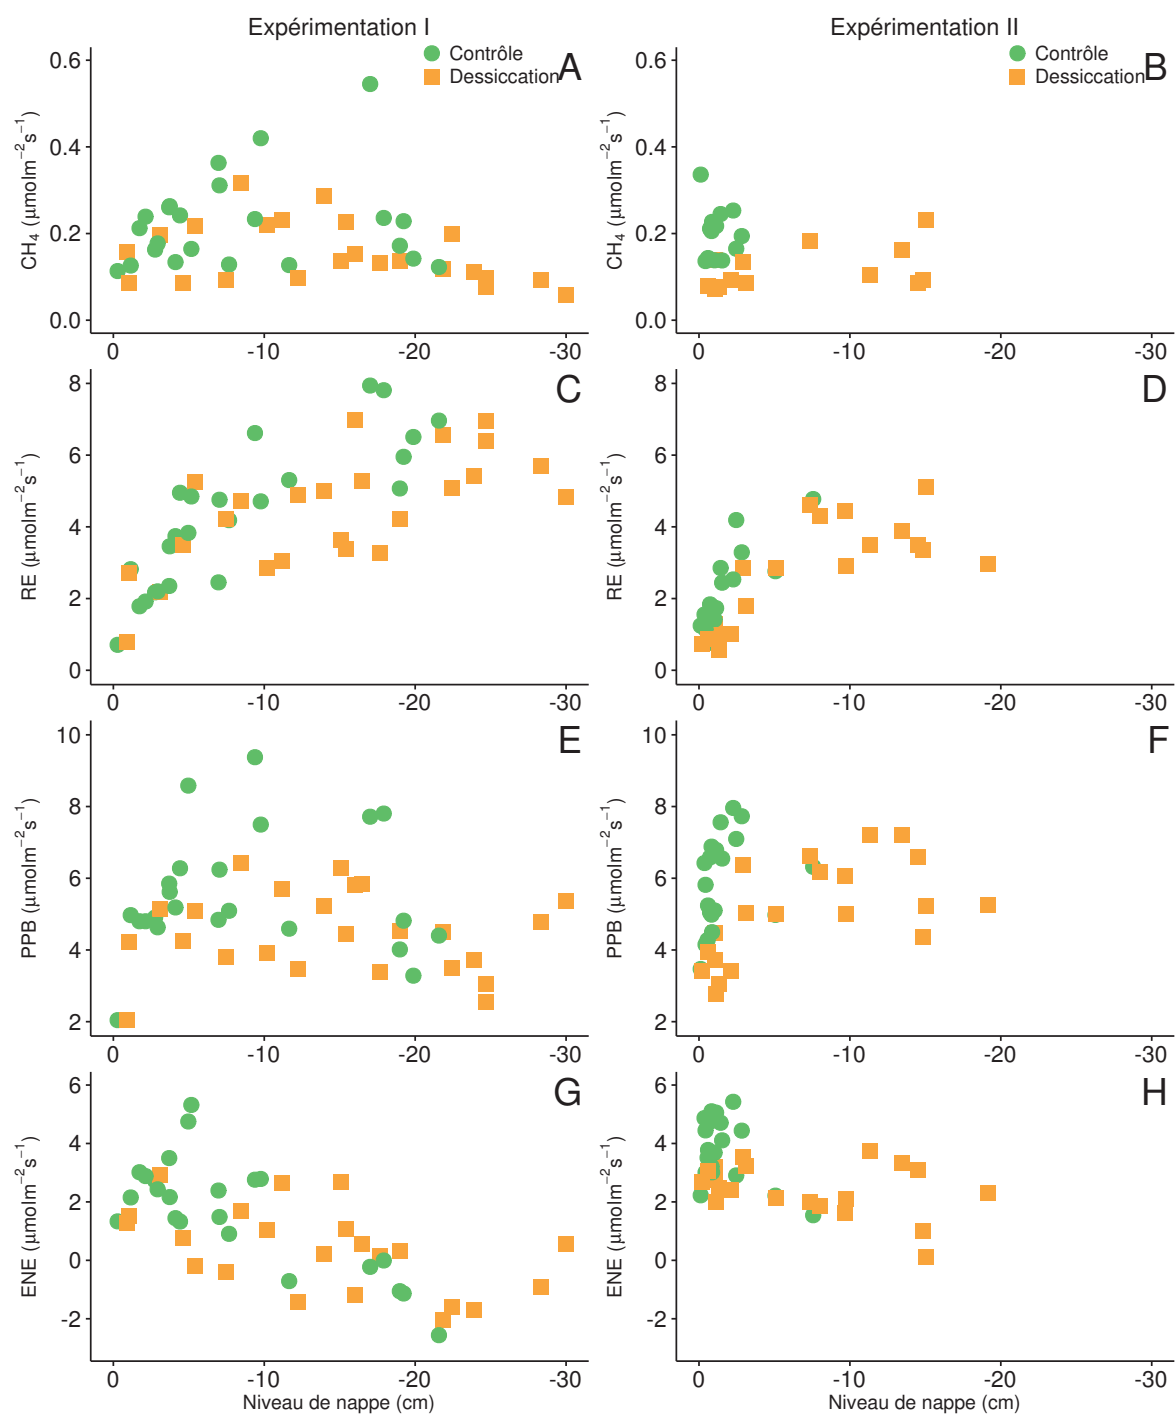 Expérimentation I
Expérimentation II
Contrôle
Dessiccation
A
CH₄ (µmolm⁻²s⁻¹)
0.6
0.4
0.2
0.0
0 -10 -20 -30
Contrôle
Dessiccation
B
CH₄ (µmolm⁻²s⁻¹)
0.6
0.4
0.2
0.0
0 -10 -20 -30
C
RE (µmolm⁻²s⁻¹)
8
6
4
2
0
0 -10 -20 -30
D
RE (µmolm⁻²s⁻¹)
8
6
4
2
0
0 -10 -20 -30
E
PPB (µmolm⁻²s⁻¹)
10
8
6
4
2
0 -10 -20 -30
F
PPB (µmolm⁻²s⁻¹)
10
8
6
4
2
0 -10 -20 -30
G
ENE (µmolm⁻²s⁻¹)
6
4
2
0
-2
0 -10 -20 -30
Niveau de nappe (cm)
H
ENE (µmolm⁻²s⁻¹)
6
4
2
0
-2
0 -10 -20 -30
Niveau de nappe (cm)